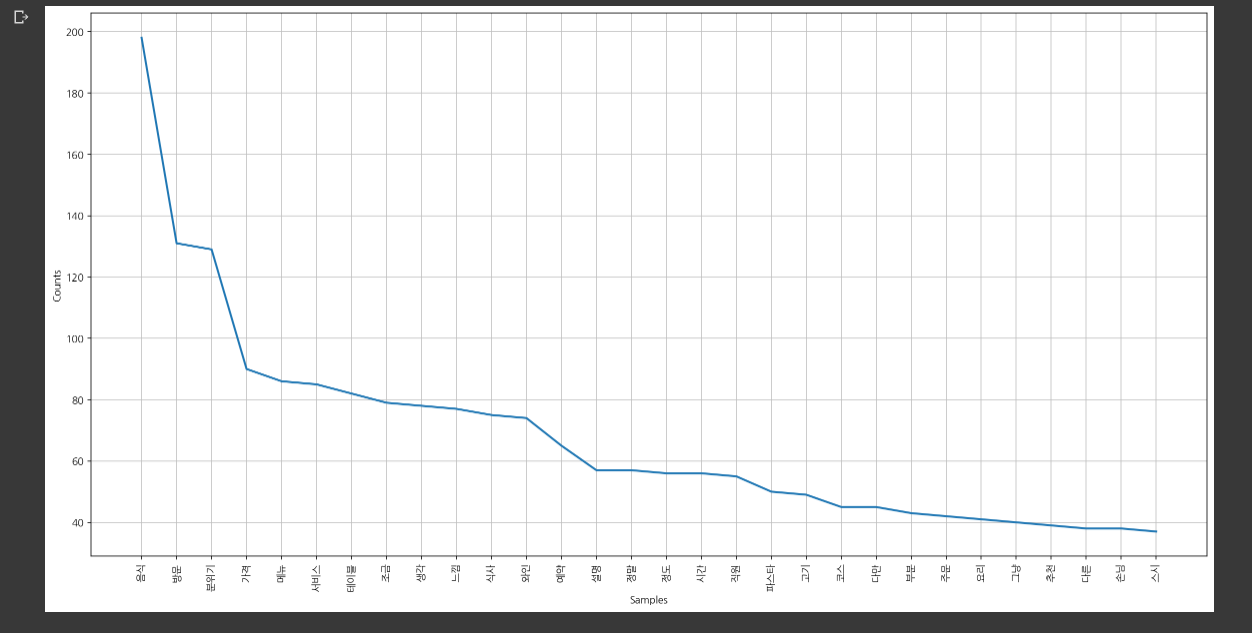 200
180
160
140
120
100
80
60
40
Counts
음식
방문
분위기
가격
메뉴
서비스
테이블
조금
생각
느낌
식사
와인
예약
설명
정말
정도
시간
직원
파스타
고기
코스
다만
부분
주문
요리
그냥
추천
다른
손님
스시
Samples